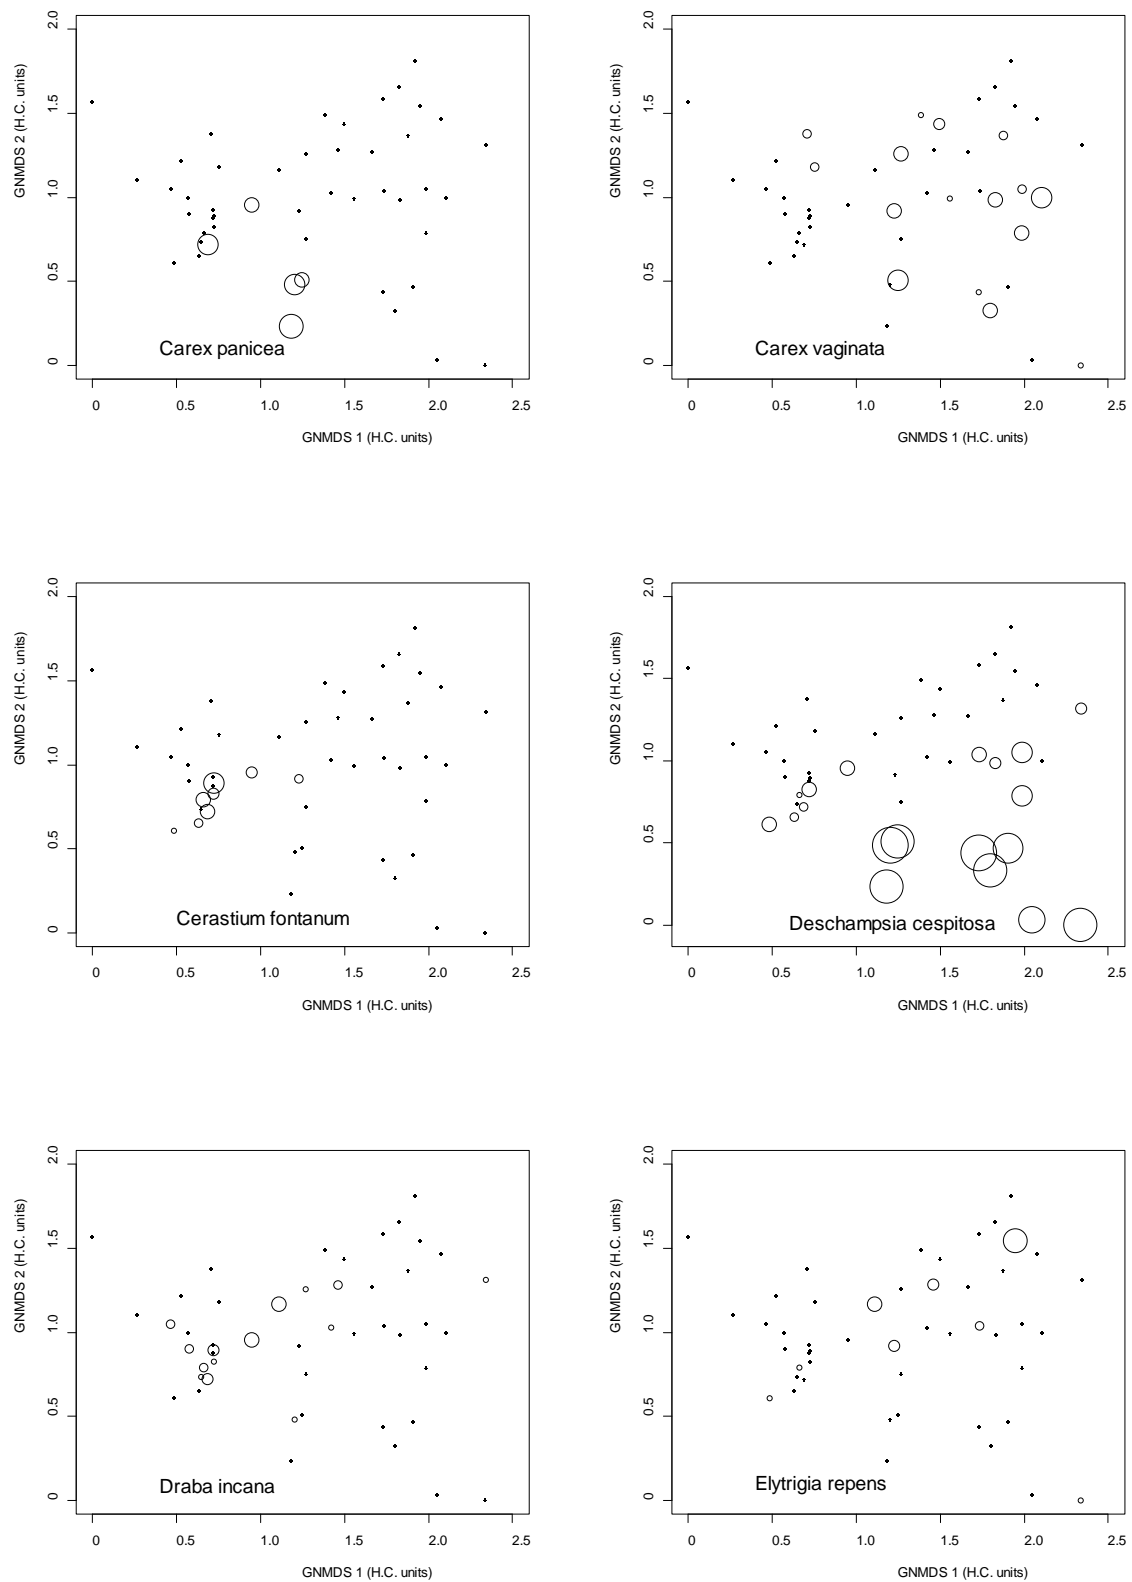 GNMDS 2 (H.C. units)
2.0
1.5
1.0
0.5
0
Carex panicea
0 0.5 1.0 1.5 2.0 2.5
GNMDS 1 (H.C. units)
GNMDS 2 (H.C. units)
2.0
1.5
1.0
0.5
0
Carex vaginata
0 0.5 1.0 1.5 2.0 2.5
GNMDS 1 (H.C. units)
GNMDS 2 (H.C. units)
2.0
1.5
1.0
0.5
0
Cerastium fontanum
0 0.5 1.0 1.5 2.0 2.5
GNMDS 1 (H.C. units)
GNMDS 2 (H.C. units)
2.0
1.5
1.0
0.5
0
Deschampsia cespitosa
0 0.5 1.0 1.5 2.0 2.5
GNMDS 1 (H.C. units)
GNMDS 2 (H.C. units)
2.0
1.5
1.0
0.5
0
Draba incana
0 0.5 1.0 1.5 2.0 2.5
GNMDS 1 (H.C. units)
GNMDS 2 (H.C. units)
2.0
1.5
1.0
0.5
0
Elytrigia repens
0 0.5 1.0 1.5 2.0 2.5
GNMDS 1 (H.C. units)